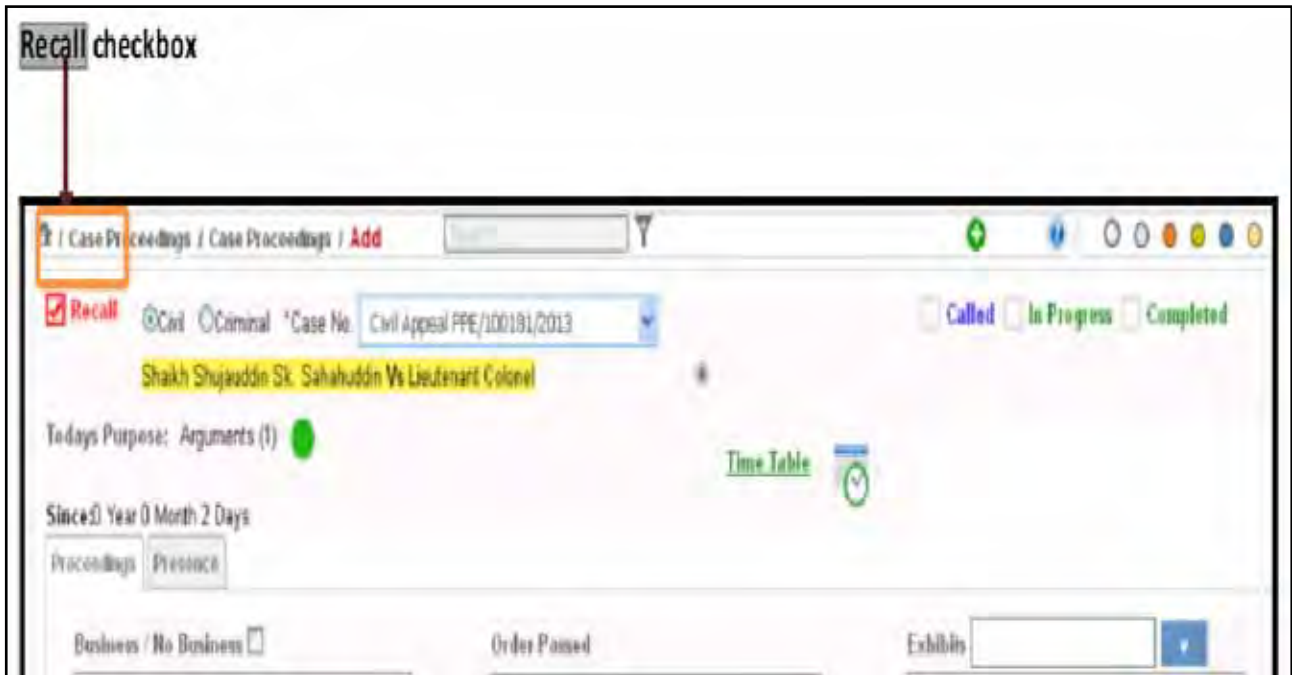 Recall checkbox
/ Case Proceedings / Case Proceedings / Add
Recall Civil Criminal *Case No. Civil Appeal PPE/100181/2013 Called In Progress Completed
Shaikh Shujauddin Sk. Sahahuddin Vs Lieutenant Colonel
Todays Purpose: Arguments (1)
Time Table
Since:0 Year 0 Month 2 Days
Proceedings Presence
Business / No Business Order Passed Exhibits